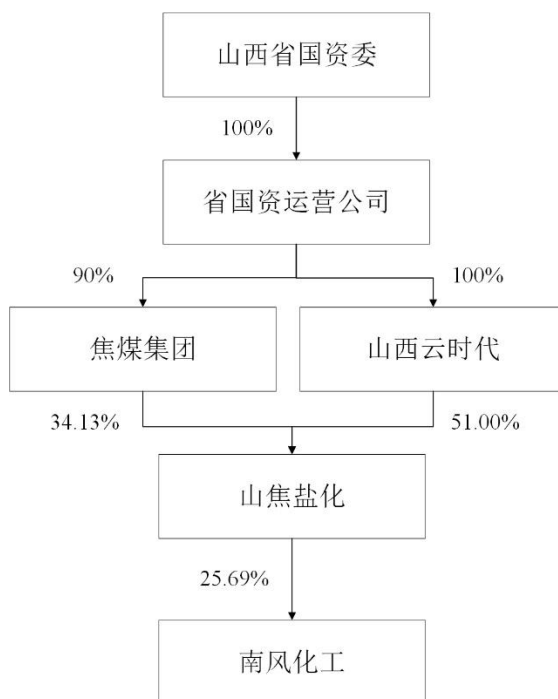 山西省国资委
100%
省国资运营公司
90%
100%
焦煤集团
山西云时代
34.13%
51.00%
山焦盐化
25.69%
南风化工